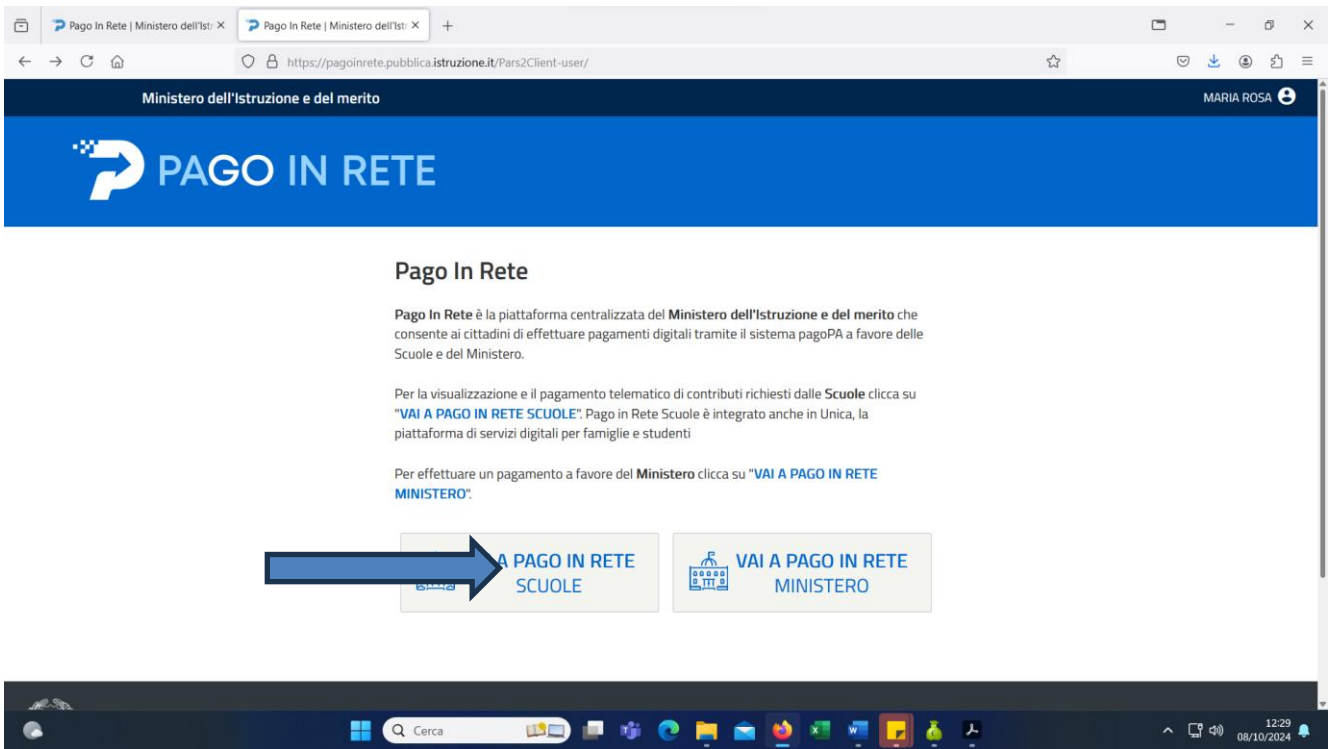 Pago In Rete | Ministero dell'Ist
Pago In Rete | Ministero dell'Ist
https://pagoinrete.pubblica.istruzione.it/Pars2Client-user/
Ministero dell'Istruzione e del merito
MARIA ROSA
PAGO IN RETE
Pago In Rete
Pago In Rete è la piattaforma centralizzata del Ministero dell'Istruzione e del merito che
consente ai cittadini di effettuare pagamenti digitali tramite il sistema pagoPA a favore delle
Scuole e del Ministero.
Per la visualizzazione e il pagamento telematico di contributi richiesti dalle Scuole clicca su
"VAI A PAGO IN RETE SCUOLE". Pago in Rete Scuole è integrato anche in Unica, la
piattaforma di servizi digitali per famiglie e studenti
Per effettuare un pagamento a favore del Ministero clicca su "VAI A PAGO IN RETE
MINISTERO".
A PAGO IN RETE
SCUOLE
VAI A PAGO IN RETE
MINISTERO
Cerca
12:29
08/10/2024